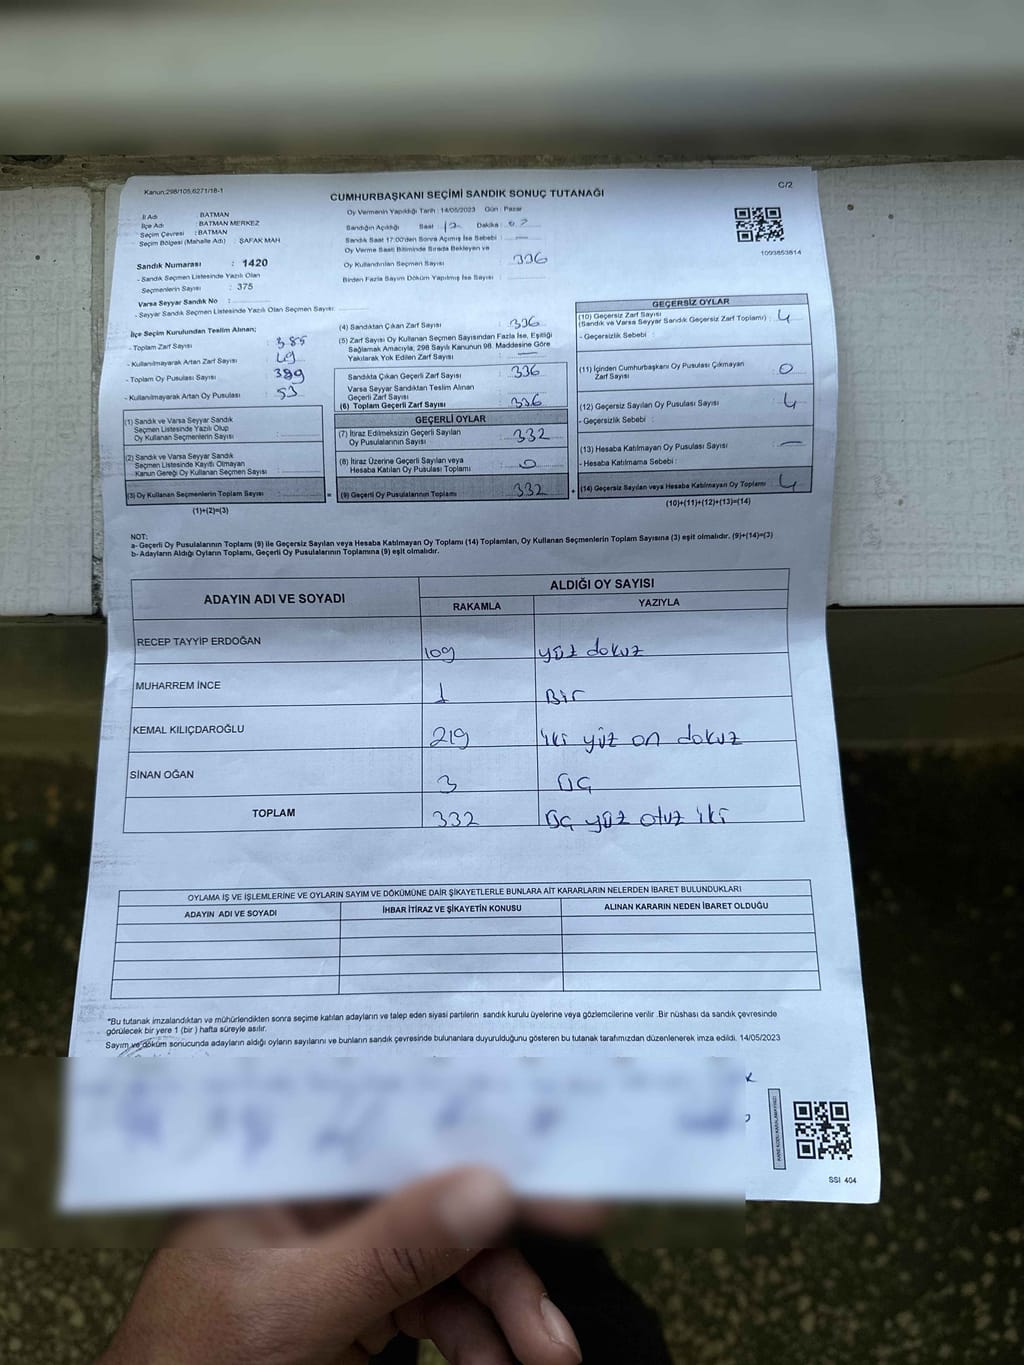 Kanun:298/105,6271/18-1
C/2
CUMHURBAŞKANI SEÇİMİ SANDIK SONUÇ TUTANAĞI
İl Adı : BATMAN
İlçe Adı : BATMAN MERKEZ
Seçim Çevresi : BATMAN
Seçim Bölgesi (Mahalle Adı) : ŞAFAK MAH
Sandık Numarası : 1420
- Sandık Seçmen Listesinde Yazılı Olan
Seçmenlerin Sayısı : 375
Varsa Seyyar Sandık No :
- Seyyar Sandık Seçmen Listesinde Yazılı Olan Seçmen Sayısı:
Oy Vermenin Yapıldığı Tarih : 14/05/2023 Gün : Pazar
Sandığın Açıldığı Saat : 17 Dakika :
Sandık Saat 17:00'den Sonra Açılmış İse Sebebi : —
Oy Verme Saati Bitiminde Sırada Bekleyen ve
Oy Kullandırılan Seçmen Sayısı : 336
Birden Fazla Sayım Döküm Yapılmış İse Sayısı :
1093853814
İlçe Seçim Kurulundan Teslim Alınan;
- Toplam Zarf Sayısı : 385
- Kullanılmayarak Artan Zarf Sayısı : 49
- Toplam Oy Pusulası Sayısı : 389
- Kullanılmayarak Artan Oy Pusulası : 53
(1) Sandık ve Varsa Seyyar Sandık
Seçmen Listesinde Yazılı Olup
Oy Kullanan Seçmenlerin Sayısı :
(2) Sandık ve Varsa Seyyar Sandık
Seçmen Listesinde Kayıtlı Olmayan
Kanun Gereği Oy Kullanan Seçmen Sayısı :
(3) Oy Kullanan Seçmenlerin Toplam Sayısı :
(1)+(2)=(3)
(4) Sandıktan Çıkan Zarf Sayısı : 336
(5) Zarf Sayısı Oy Kullanan Seçmen Sayısından Fazla İse, Eşitliği
Sağlamak Amacıyla, 298 Sayılı Kanunun 98. Maddesine Göre
Yakılarak Yok Edilen Zarf Sayısı : —
Sandıkta Çıkan Geçerli Zarf Sayısı : 336
Varsa Seyyar Sandıktan Teslim Alınan
Geçerli Zarf Sayısı :
(6) Toplam Geçerli Zarf Sayısı : 336
GEÇERLİ OYLAR
(7) İtiraz Edilmeksizin Geçerli Sayılan
Oy Pusulalarının Sayısı : 332
(8) İtiraz Üzerine Geçerli Sayılan veya
Hesaba Katılan Oy Pusulası Toplamı : 0
(9) Geçerli Oy Pusulalarının Toplamı : 332
GEÇERSİZ OYLAR
(10) Geçersiz Zarf Sayısı
(Sandık ve Varsa Seyyar Sandık Geçersiz Zarf Toplamı) : 4
- Geçersizlik Sebebi :
(11) İçinden Cumhurbaşkanı Oy Pusulası Çıkmayan
Zarf Sayısı : 0
(12) Geçersiz Sayılan Oy Pusulası Sayısı : 4
- Geçersizlik Sebebi :
(13) Hesaba Katılmayan Oy Pusulası Sayısı : —
- Hesaba Katılmama Sebebi :
(14) Geçersiz Sayılan veya Hesaba Katılmayan Oy Toplamı : 4
(10)+(11)+(12)+(13)=(14)
NOT:
a- Geçerli Oy Pusulalarının Toplamı (9) ile Geçersiz Sayılan veya Hesaba Katılmayan Oy Toplamı (14) Toplamları, Oy Kullanan Seçmenlerin Toplam Sayısına (3) eşit olmalıdır. (9)+(14)=(3)
b- Adayların Aldığı Oyların Toplamı, Geçerli Oy Pusulalarının Toplamına (9) eşit olmalıdır.
ADAYIN ADI VE SOYADI
ALDIĞI OY SAYISI
RAKAMLA YAZIYLA
RECEP TAYYİP ERDOĞAN 109 yüz dokuz
MUHARREM İNCE 1 Bir
KEMAL KILIÇDAROĞLU 219 iki yüz on dokuz
SİNAN OĞAN 3 üç
TOPLAM 332 üç yüz otuz iki
OYLAMA İŞ VE İŞLEMLERİNE VE OYLARIN SAYIM VE DÖKÜMÜNE DAİR ŞİKAYETLERLE BUNLARA AİT KARARLARIN NELERDEN İBARET BULUNDUKLARI
ADAYIN ADI VE SOYADI İHBAR İTİRAZ VE ŞİKAYETİN KONUSU ALINAN KARARIN NEDEN İBARET OLDUĞU
*Bu tutanak imzalandıktan ve mühürlendikten sonra seçime katılan adayların ve talep eden siyasi partilerin sandık kurulu üyelerine veya gözlemcilerine verilir .Bir nüshası da sandık çevresinde
görülecek bir yere 1 (bir ) hafta süreyle asılır.
Sayım ve döküm sonucunda adayların aldığı oyların sayılarını ve bunların sandık çevresinde bulunanlara duyurulduğunu gösteren bu tutanak tarafımızdan düzenlenerek imza edildi. 14/05/2023
SSI 404